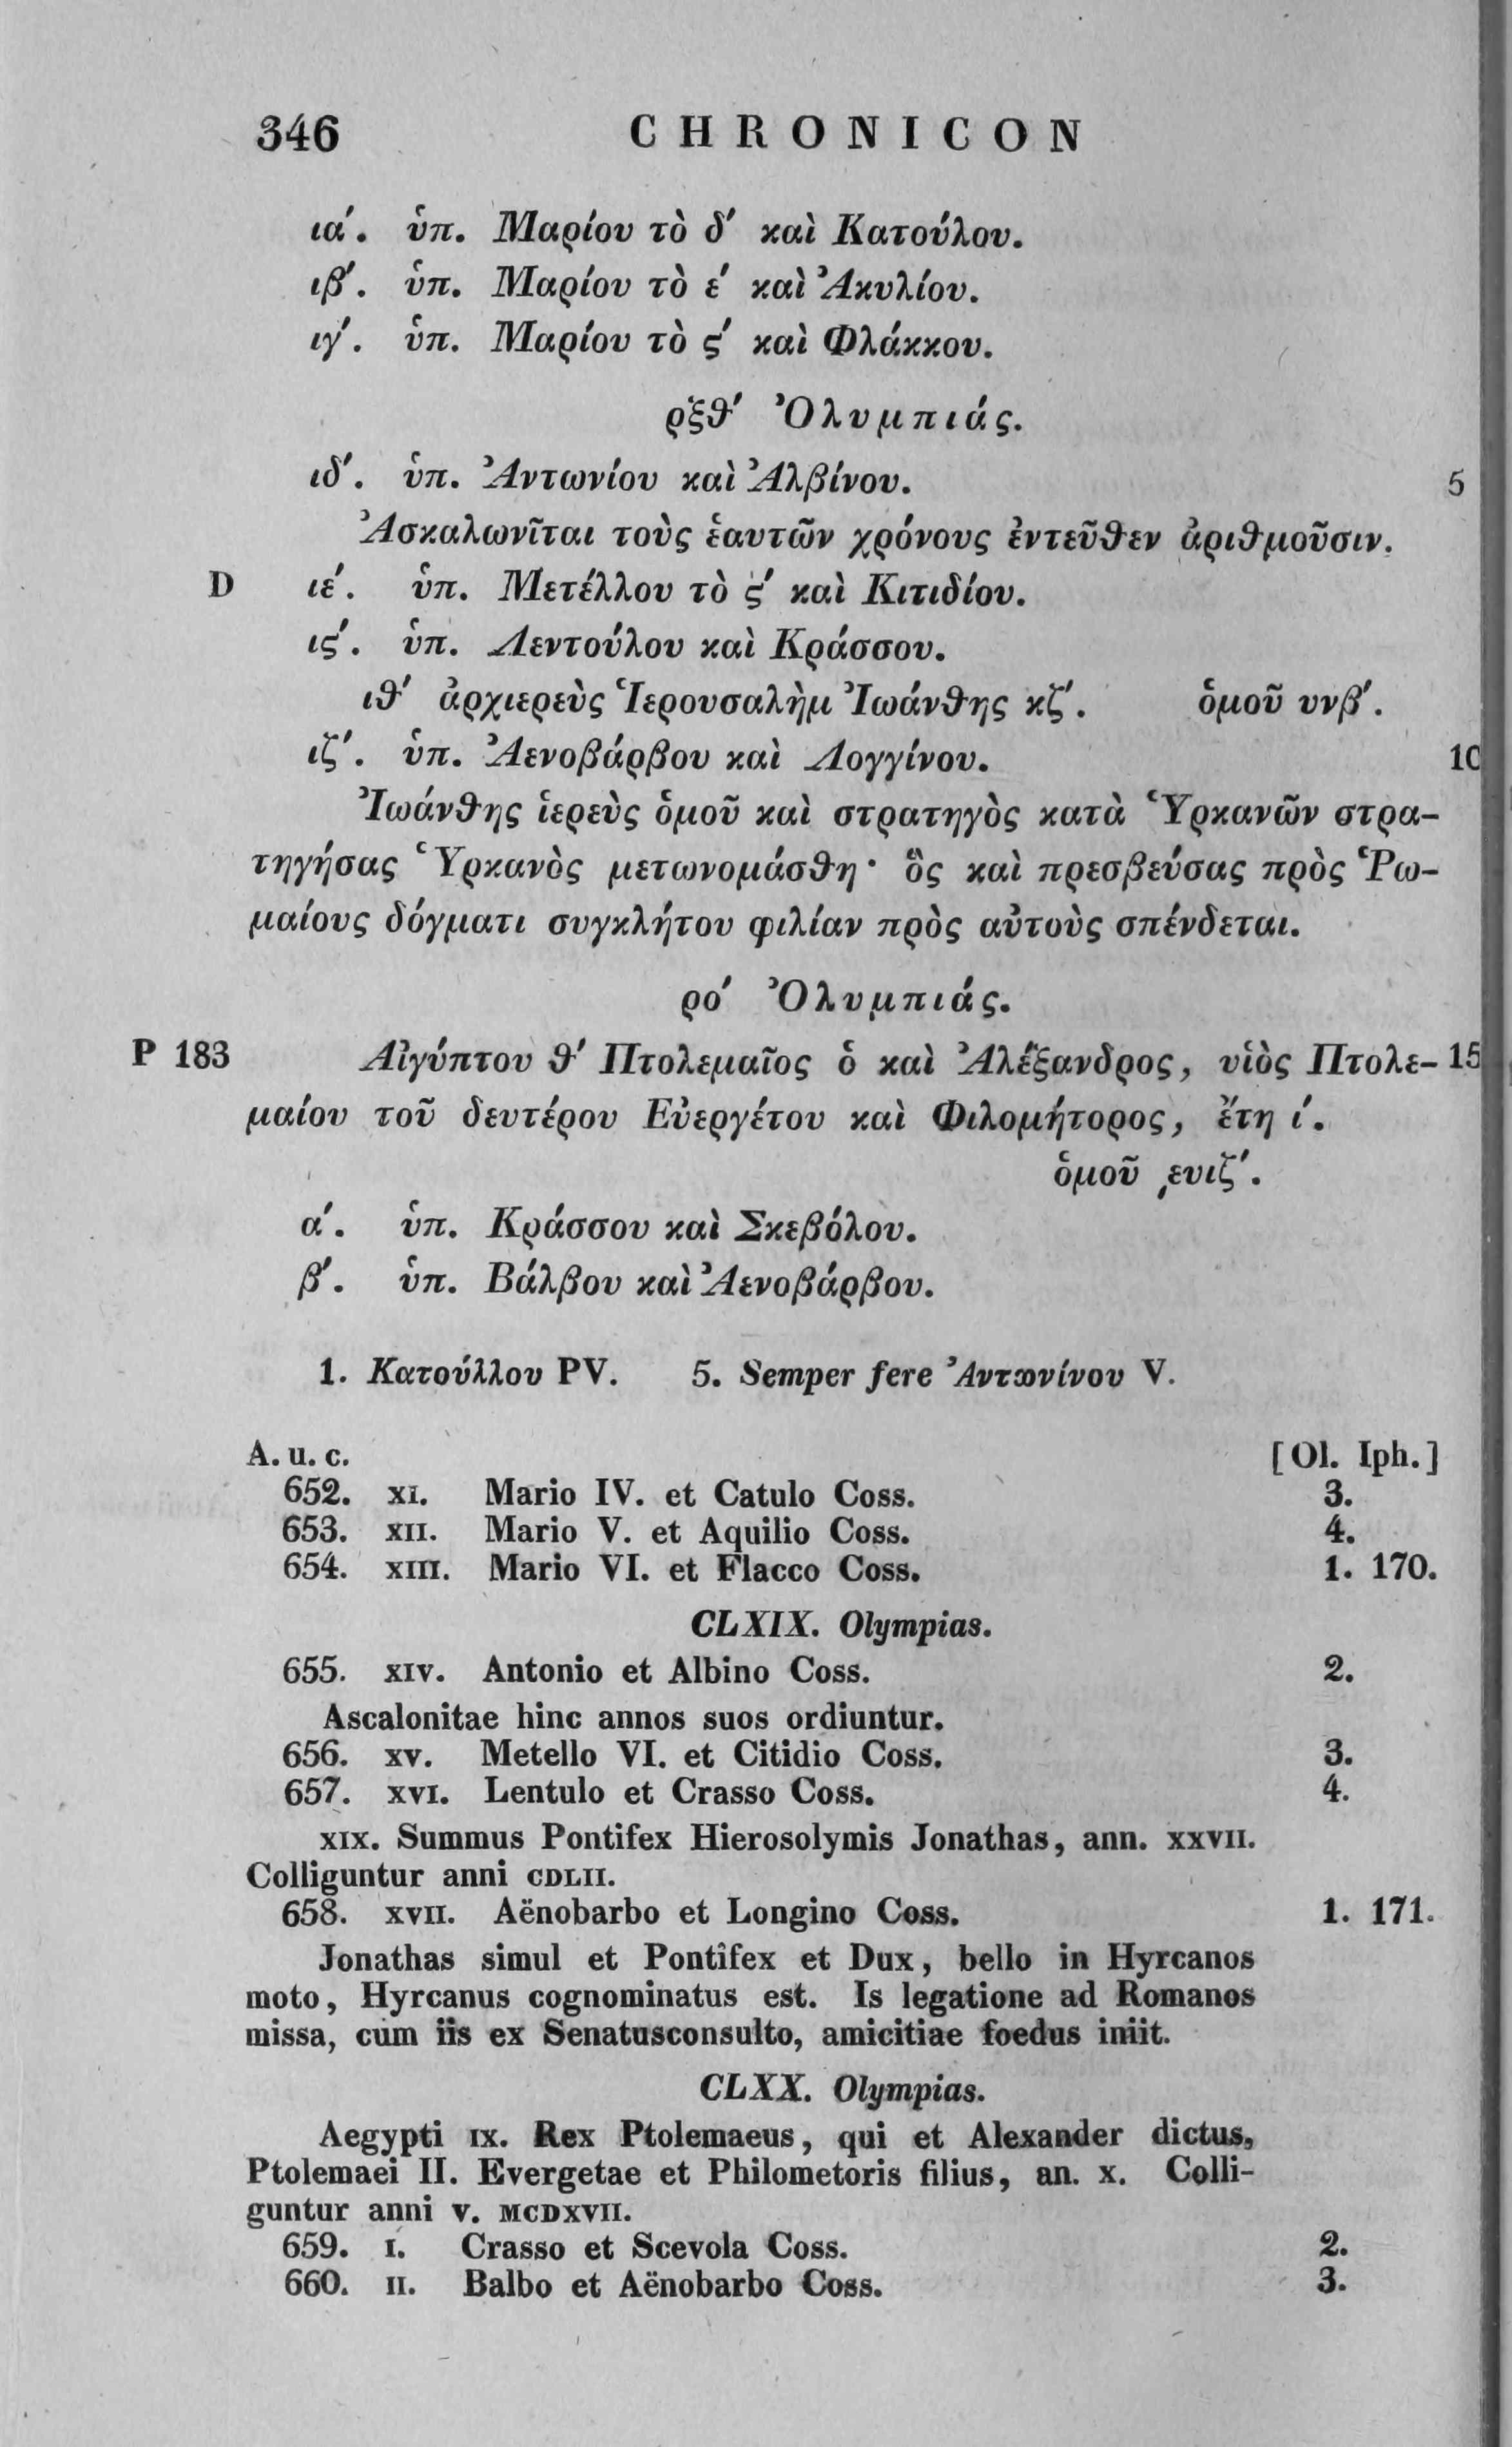 346 CHRONICON
ια΄. ὑπ. Μαρίου τὸ δ΄ καὶ Κατούλου.
ιβ΄. ὑπ. Μαρίου τὸ ε΄ καὶ Ἀκυλίου.
ιγ΄. ὑπ. Μαρίου τὸ ϛ΄ καὶ Φλάκκου.
ρξθ΄ Ὀλυμπιάς.
ιδ΄. ὑπ. Ἀντωνίου καὶ Ἀλβίνου. 5
Ἀσκαλωνῖται τοὺς ἑαυτῶν χρόνους ἐντεῦθεν ἀριθμοῦσιν.
D ιε΄. ὑπ. Μετέλλου τὸ ϛ΄ καὶ Κιτιδίου.
ιϛ΄. ὑπ. Λεντούλου καὶ Κράσσου.
ιθ΄ ἀρχιερεὺς Ἱερουσαλὴμ Ἰωάνθης κζ΄. ὁμοῦ υνβ΄.
ιζ΄. ὑπ. Ἀενοβάρβου καὶ Λογγίνου. 10
Ἰωάνθης ἱερεὺς ὁμοῦ καὶ στρατηγὸς κατὰ Ὑρκανῶν στρα-
τηγήσας Ὑρκανὸς μετωνομάσθη· ὃς καὶ πρεσβεύσας πρὸς Ῥω-
μαίους δόγματι συγκλήτου φιλίαν πρὸς αὐτοὺς σπένδεται.
ρο΄ Ὀλυμπιάς.
P 183 Αἰγύπτου θ΄ Πτολεμαῖος ὁ καὶ Ἀλέξανδρος, υἱὸς Πτολε- 15
μαίου τοῦ δευτέρου Εὐεργέτου καὶ Φιλομήτορος, ἔτη ί.
ὁμοῦ ͵ευιζ΄.
α΄. ὑπ. Κράσσου καὶ Σκεβόλου.
β΄. ὑπ. Βάλβου καὶ Ἀενοβάρβου.
1. Κατούλλου PV. 5. Semper fere Ἀντωνίνου V.
A. u. c. [Ol. Iph.]
652. XI. Mario IV. et Catulo Coss. 3.
653. XII. Mario V. et Aquilio Coss. 4.
654. XIII. Mario VI. et Flacco Coss. 1. 170.
CLXIX. Olympias.
655. XIV. Antonio et Albino Coss. 2.
Ascalonitae hinc annos suos ordiuntur.
656. XV. Metello VI. et Citidio Coss. 3.
657. XVI. Lentulo et Crasso Coss. 4.
XIX. Summus Pontifex Hierosolymis Jonathas, ann. XXVII.
Colliguntur anni CDLII.
658. XVII. Aënobarbo et Longino Coss. 1. 171.
Jonathas simul et Pontifex et Dux, bello in Hyrcanos
moto, Hyrcanus cognominatus est. Is legatione ad Romanos
missa, cum iis ex Senatusconsulto, amicitiae foedus iniit.
CLXX. Olympias.
Aegypti IX. Rex Ptolemaeus, qui et Alexander dictus,
Ptolemaei II. Evergetae et Philometoris filius, an. X. Colli-
guntur anni V. MCDXVII.
659. I. Crasso et Scevola Coss. 2.
660. II. Balbo et Aënobarbo Coss. 3.